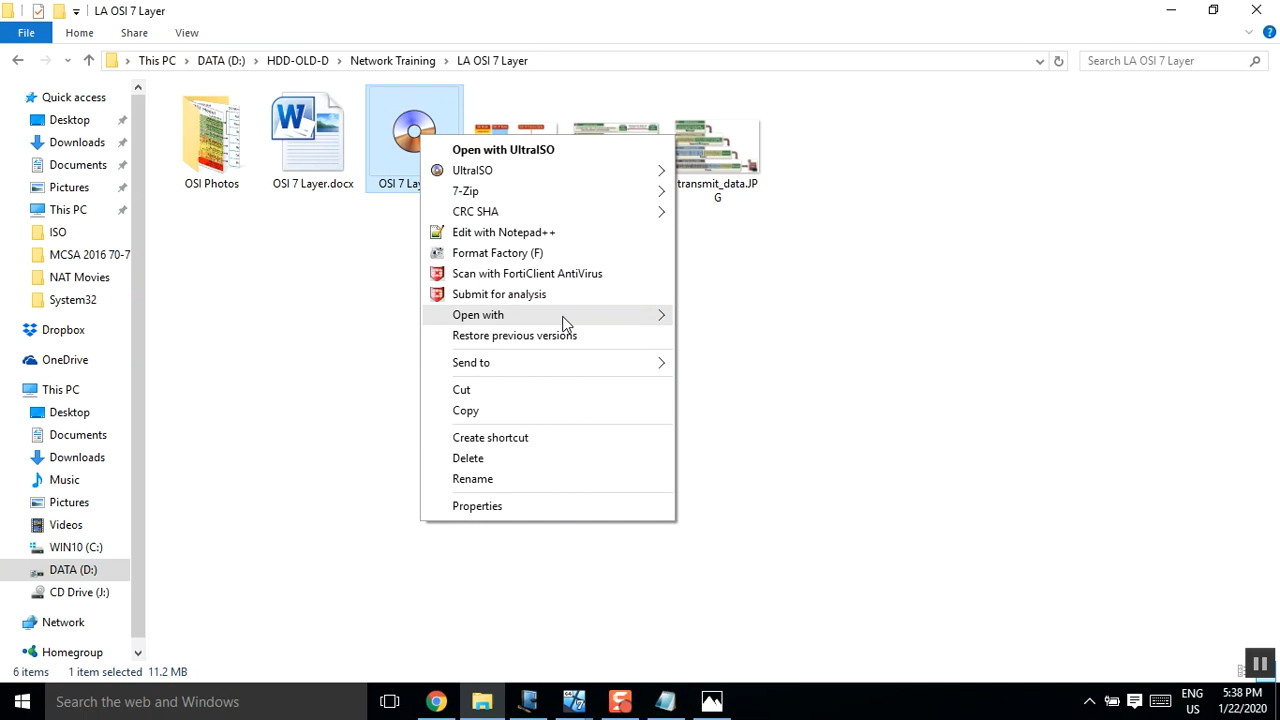 LA OSI 7 Layer
File Home Share View
This PC DATA (D:) HDD-OLD-D Network Training LA OSI 7 Layer Search LA OSI 7 Layer
Quick access
Desktop
Downloads
Documents
Pictures
This PC
ISO
MCSA 2016 70-7
NAT Movies
System32
Dropbox
OneDrive
This PC
Desktop
Documents
Downloads
Music
Pictures
Videos
WIN10 (C:)
DATA (D:)
CD Drive (J:)
Network
Homegroup
OSI Photos
OSI 7 Layer.docx
OSI 7 Lay
transmit_data.JP
G
Open with UltraISO
UltraISO
7-Zip
CRC SHA
Edit with Notepad++
Format Factory (F)
Scan with FortiClient AntiVirus
Submit for analysis
Open with
Restore previous versions
Send to
Cut
Copy
Create shortcut
Delete
Rename
Properties
6 items 1 item selected 11.2 MB
Search the web and Windows
ENG
US
5:38 PM
1/22/2020